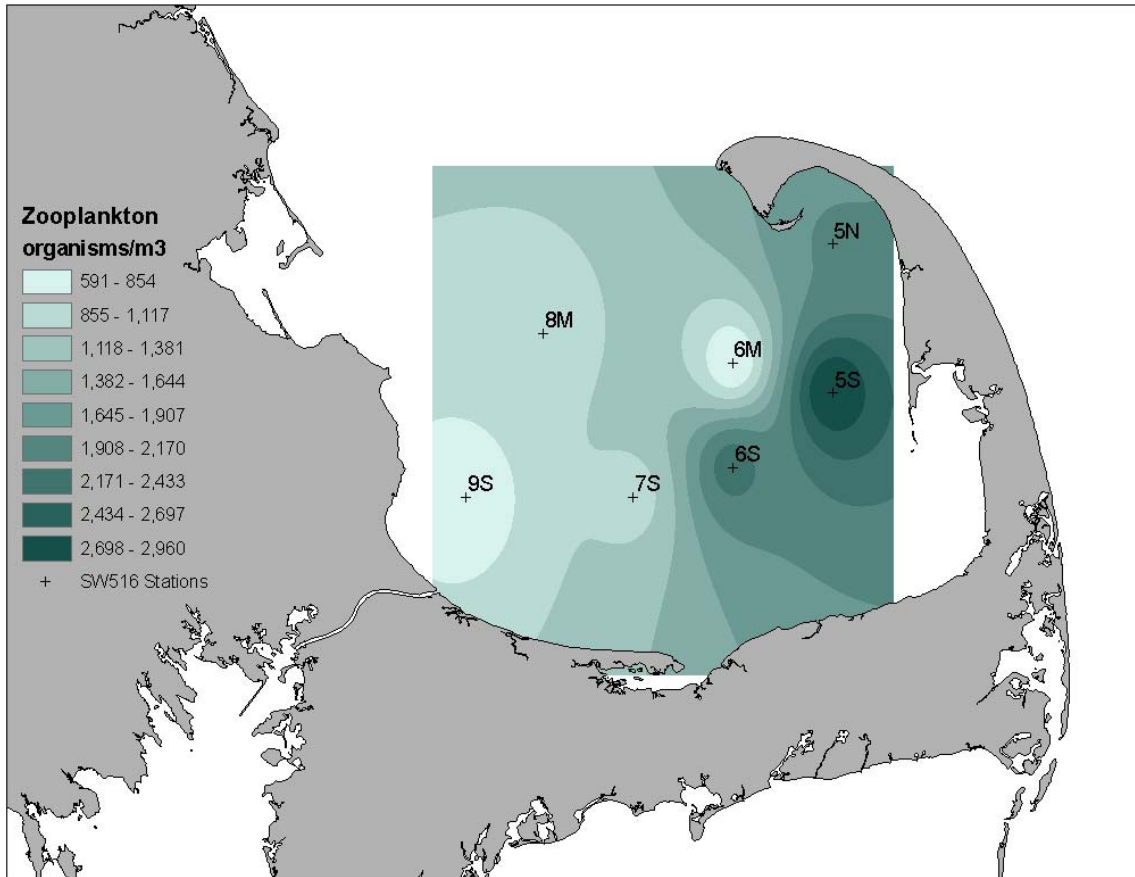 Zooplankton
organisms/m3
591 - 854
855 - 1,117
1,118 - 1,381
1,382 - 1,644
1,645 - 1,907
1,908 - 2,170
2,171 - 2,433
2,434 - 2,697
2,698 - 2,960
+ SW516 Stations
5N
8M
6M
5S
6S
9S
7S